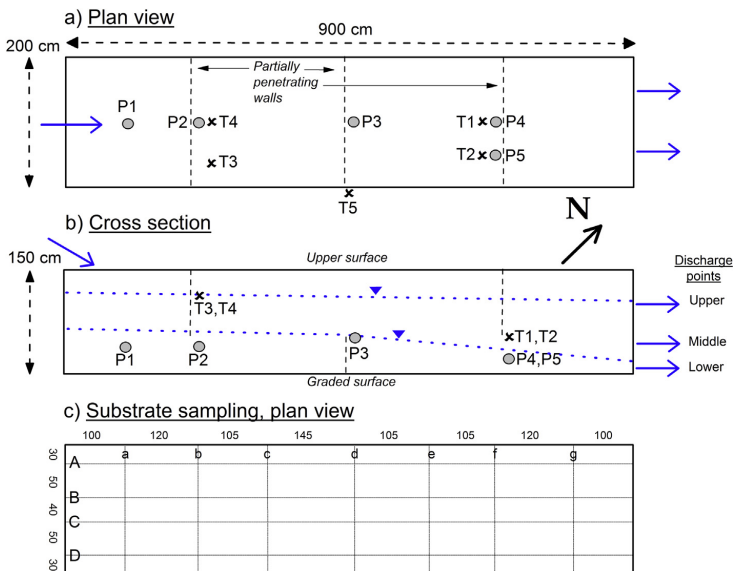 a) Plan view
900 cm
200 cm
Partially
penetrating
walls
P1
P2
T4
P3
T1
P4
T3
T2
P5
T5
N
b) Cross section
150 cm
Upper surface
Discharge
points
T3,T4
Upper
P1
P2
P3
T1,T2
Middle
P4,P5
Lower
Graded surface
c) Substrate sampling, plan view
100 120 105 145 105 105 120 100
30 A a b c d e f g
50
B
40
C
50
D
30